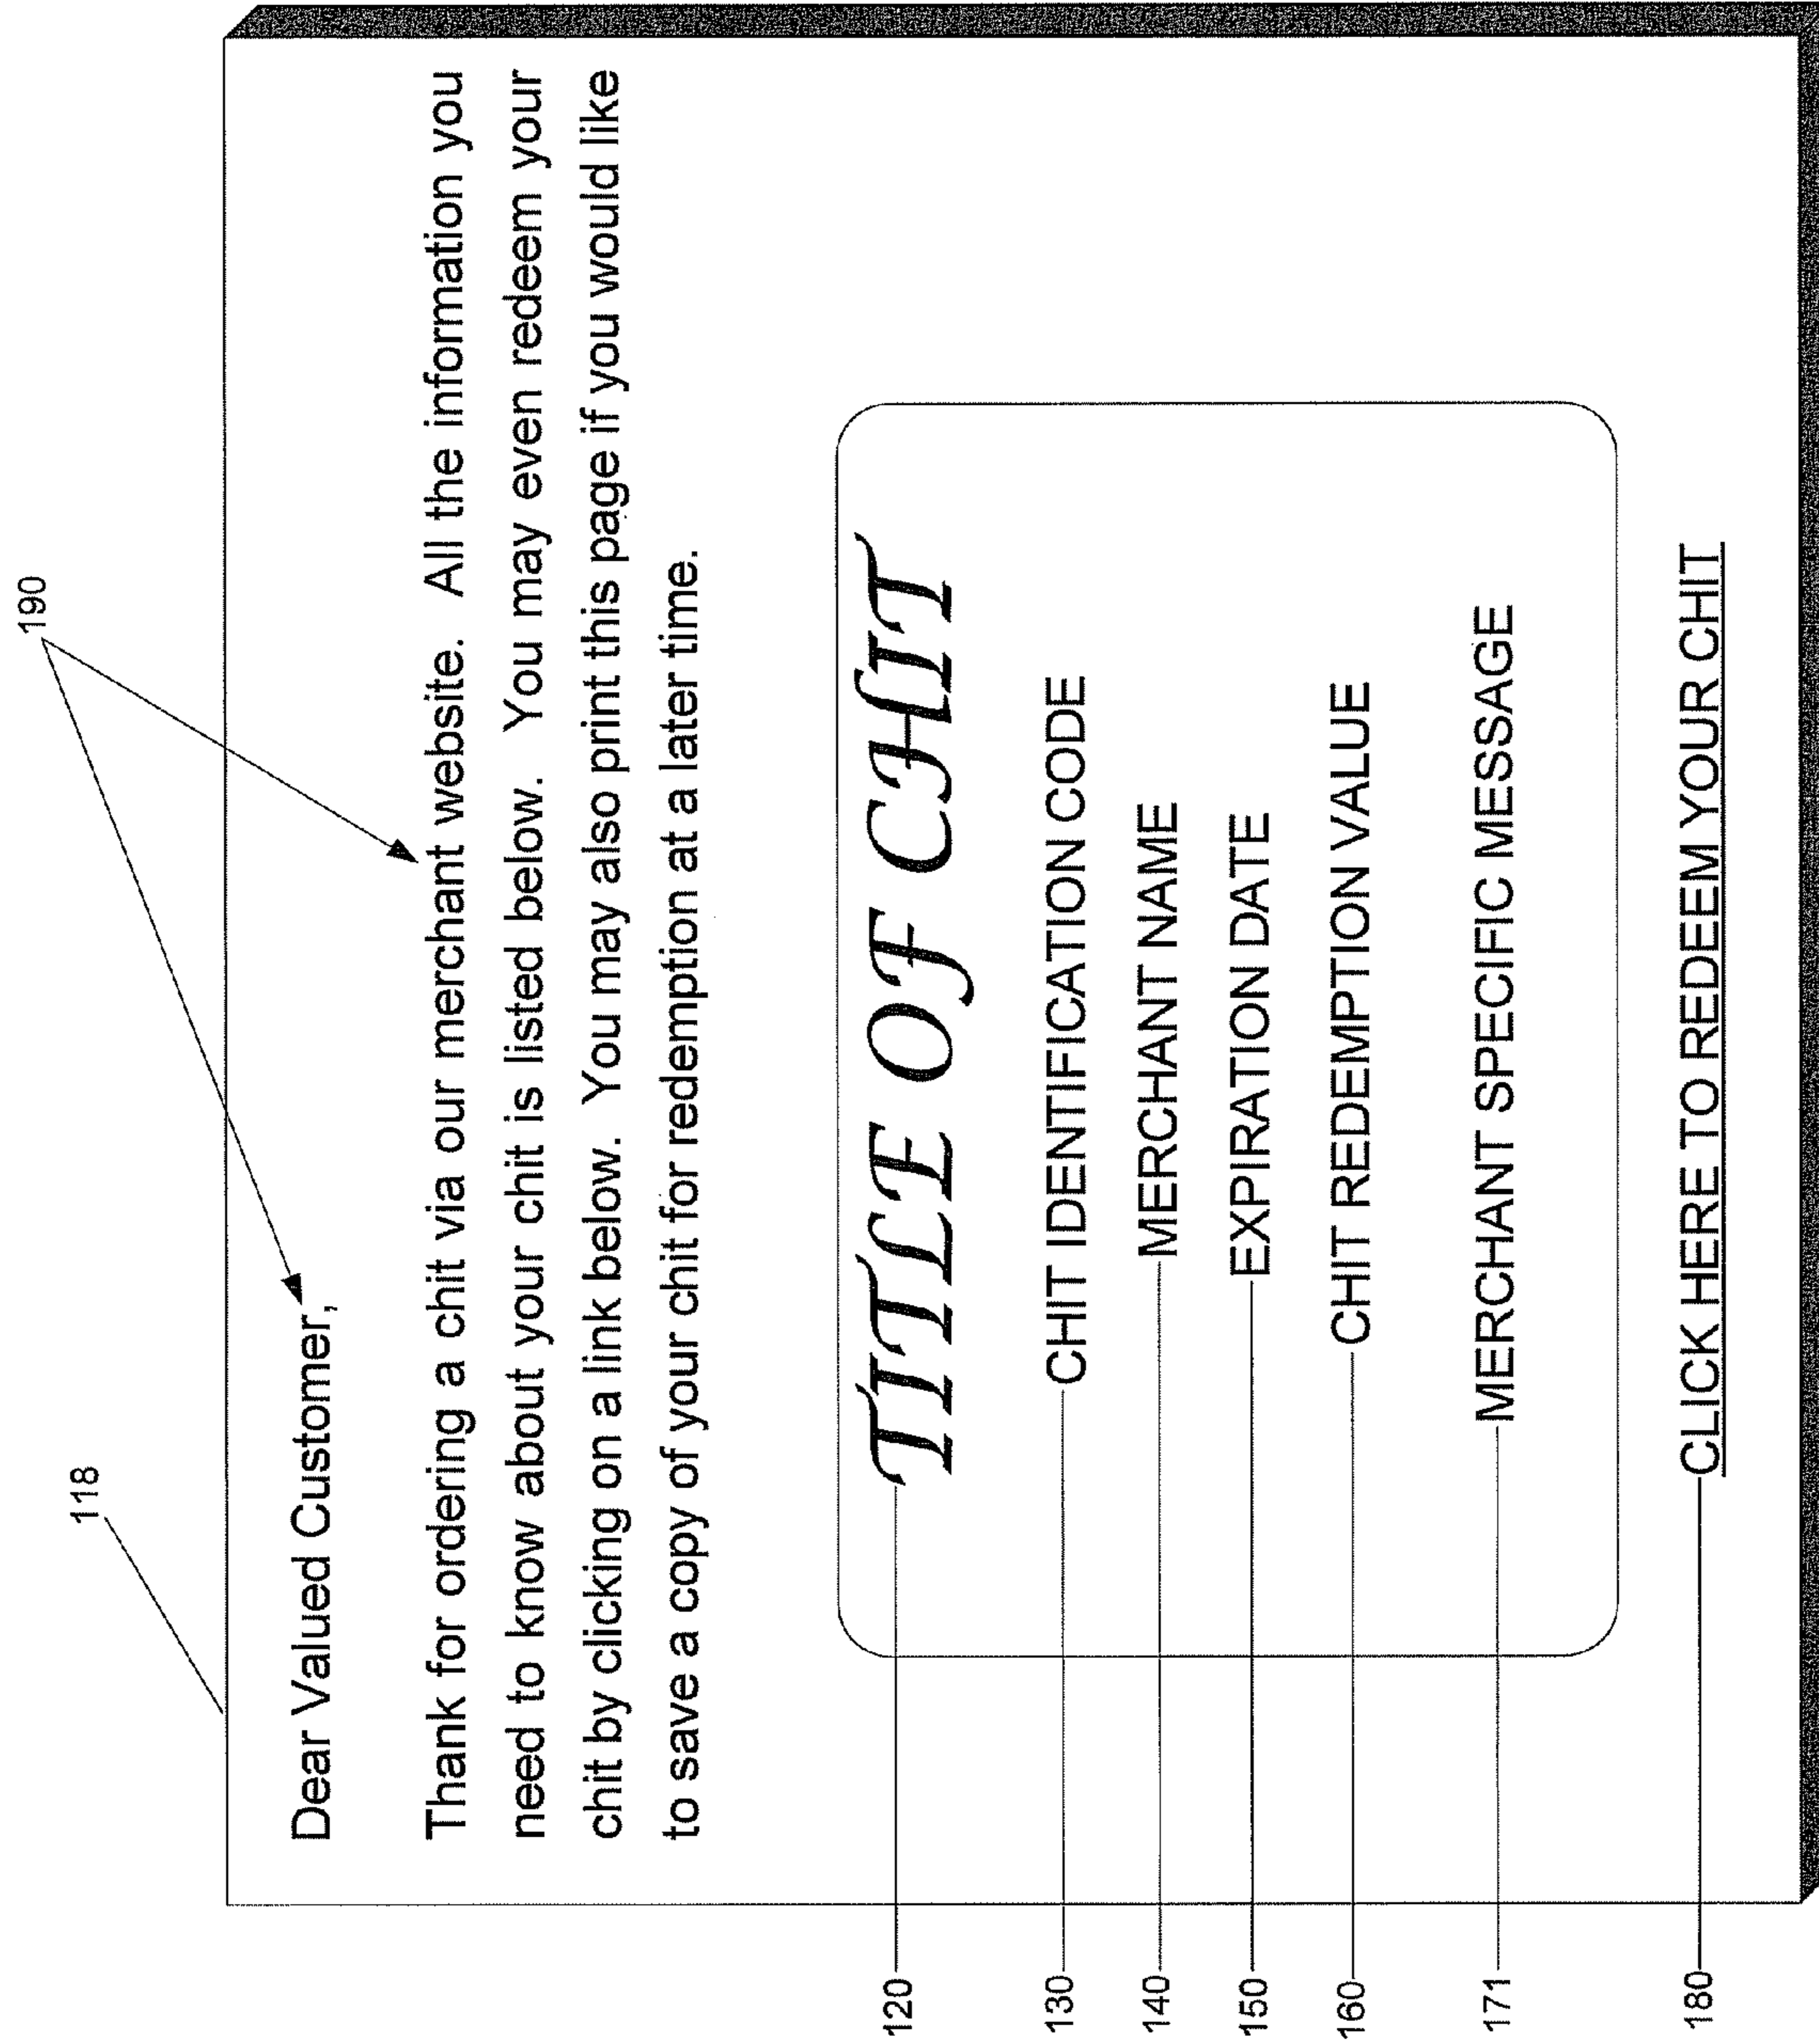 118
190
Dear Valued Customer,
Thank for ordering a chit via our merchant website. All the information you
need to know about your chit is listed below. You may even redeem your
chit by clicking on a link below. You may also print this page if you would like
to save a copy of your chit for redemption at a later time.
120 TITLE OF CHIT
130 CHIT IDENTIFICATION CODE
140 MERCHANT NAME
150 EXPIRATION DATE
160 CHIT REDEMPTION VALUE
171 MERCHANT SPECIFIC MESSAGE
180 CLICK HERE TO REDEEM YOUR CHIT